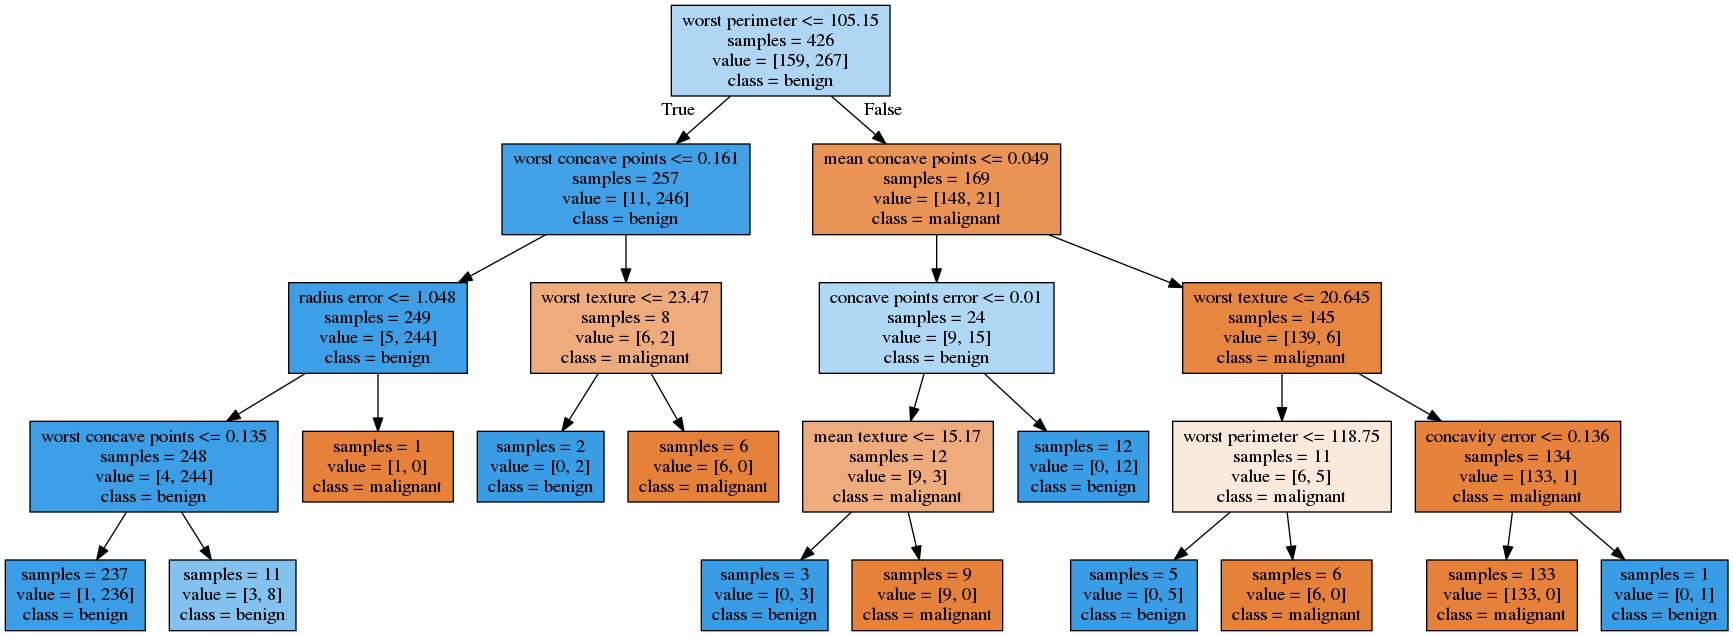 worst perimeter <= 105.15
samples = 426
value = [159, 267]
class = benign
True
False
worst concave points <= 0.161
samples = 257
value = [11, 246]
class = benign
mean concave points <= 0.049
samples = 169
value = [148, 21]
class = malignant
radius error <= 1.048
samples = 249
value = [5, 244]
class = benign
worst texture <= 23.47
samples = 8
value = [6, 2]
class = malignant
concave points error <= 0.01
samples = 24
value = [9, 15]
class = benign
worst texture <= 20.645
samples = 145
value = [139, 6]
class = malignant
worst concave points <= 0.135
samples = 248
value = [4, 244]
class = benign
samples = 1
value = [1, 0]
class = malignant
samples = 2
value = [0, 2]
class = benign
samples = 6
value = [6, 0]
class = malignant
mean texture <= 15.17
samples = 12
value = [9, 3]
class = malignant
samples = 12
value = [0, 12]
class = benign
worst perimeter <= 118.75
samples = 11
value = [6, 5]
class = malignant
concavity error <= 0.136
samples = 134
value = [133, 1]
class = malignant
samples = 237
value = [1, 236]
class = benign
samples = 11
value = [3, 8]
class = benign
samples = 3
value = [0, 3]
class = benign
samples = 9
value = [9, 0]
class = malignant
samples = 5
value = [0, 5]
class = benign
samples = 6
value = [6, 0]
class = malignant
samples = 133
value = [133, 0]
class = malignant
samples = 1
value = [0, 1]
class = benign